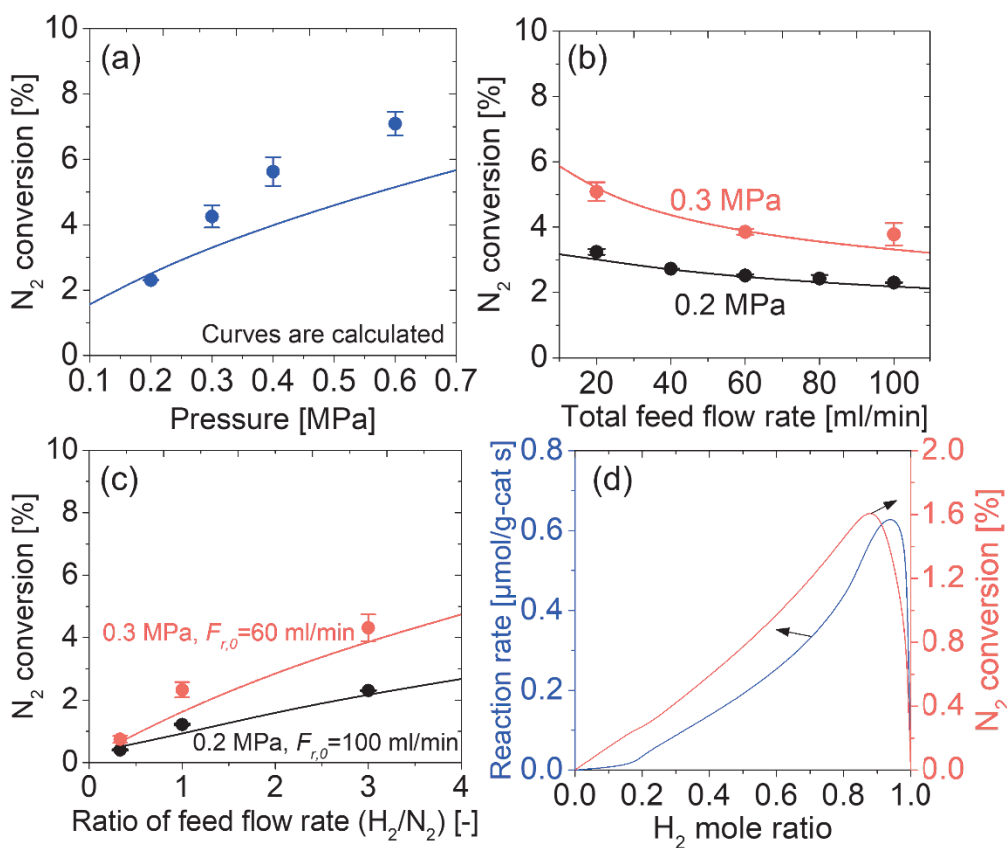 (a)
N₂ conversion [%]
10
8
6
4
2
0
0.1 0.2 0.3 0.4 0.5 0.6 0.7
Curves are calculated
Pressure [MPa]
(b)
N₂ conversion [%]
10
8
6
4
2
0
0.3 MPa
0.2 MPa
20 40 60 80 100
Total feed flow rate [ml/min]
(c)
N₂ conversion [%]
10
8
6
4
2
0
0.3 MPa, Fr,0=60 ml/min
0.2 MPa, Fr,0=100 ml/min
0 1 2 3 4
Ratio of feed flow rate (H₂/N₂) [-]
(d)
Reaction rate [µmol/g-cat s]
0.8
0.6
0.4
0.2
0.0
N₂ conversion [%]
2.0
1.6
1.2
0.8
0.4
0.0
0.0 0.2 0.4 0.6 0.8 1.0
H₂ mole ratio